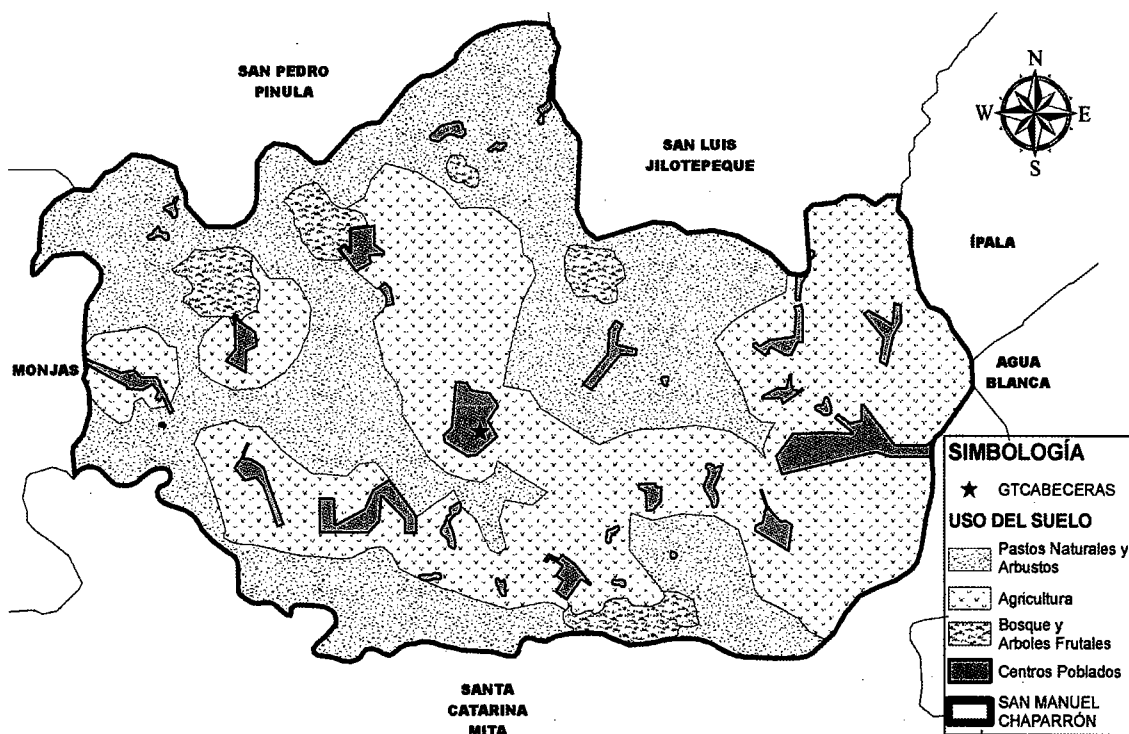 SAN PEDRO
PINULA
SAN LUIS
JILOTEPEQUE
N
W
E
S
ÍPALA
MONJAS
AGUA
BLANCA
SANTA
CATARINA
MITA
SIMBOLOGÍA
GTCABECERAS
USO DEL SUELO
Pastos Naturales y
Arbustos
Agricultura
Bosque y
Arboles Frutales
Centros Poblados
SAN MANUEL
CHAPARRÓN